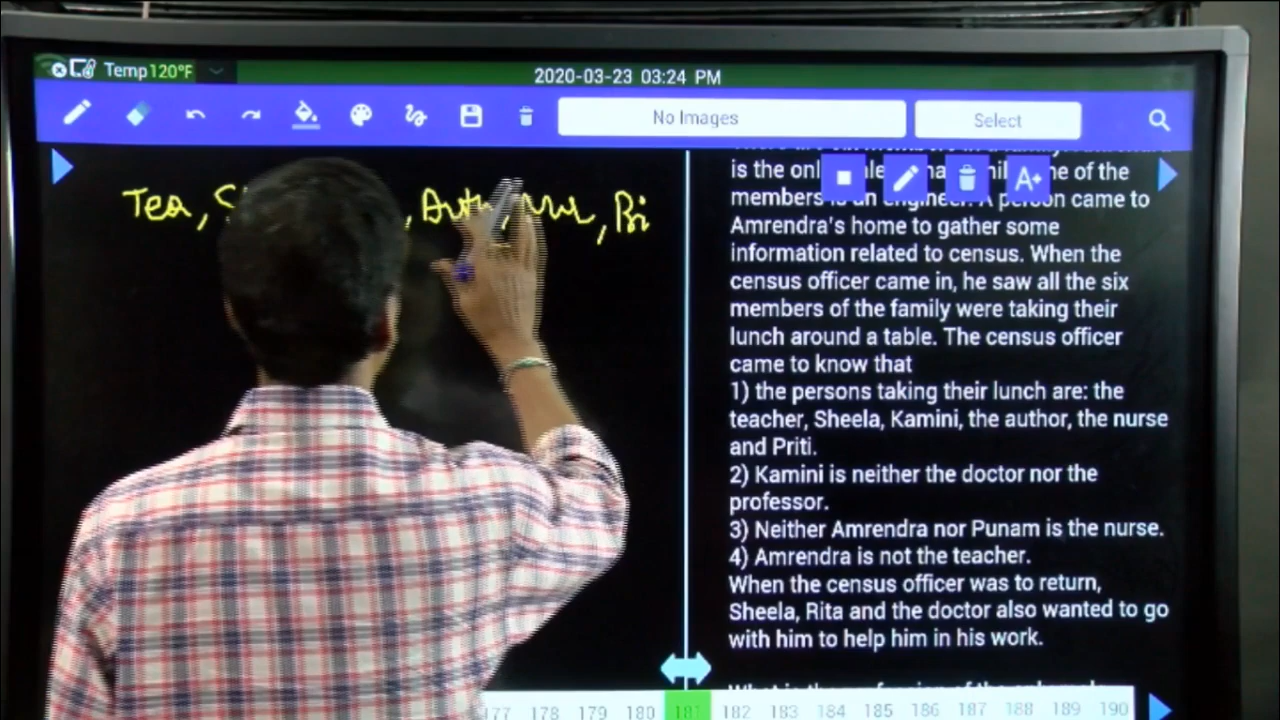 Temp 120°F
2020-03-23 03:24 PM
No Images
Select
Tea, S , Auth, Nur, Pri
is the onl
members is an engineer. A person came to
Amrendra's home to gather some
information related to census. When the
census officer came in, he saw all the six
members of the family were taking their
lunch around a table. The census officer
came to know that
1) the persons taking their lunch are: the
teacher, Sheela, Kamini, the author, the nurse
and Priti.
2) Kamini is neither the doctor nor the
professor.
3) Neither Amrendra nor Punam is the nurse.
4) Amrendra is not the teacher.
When the census officer was to return,
Sheela, Rita and the doctor also wanted to go
with him to help him in his work.
177 178 179 180 181 182 183 184 185 186 187 188 189 190